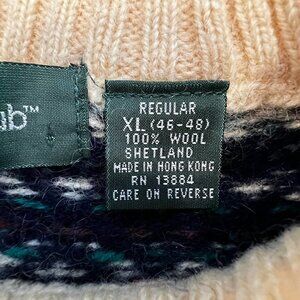 ub™
REGULAR
XL (46-48)
100% WOOL
SHETLAND
MADE IN HONG KONG
RN 13884
CARE ON REVERSE